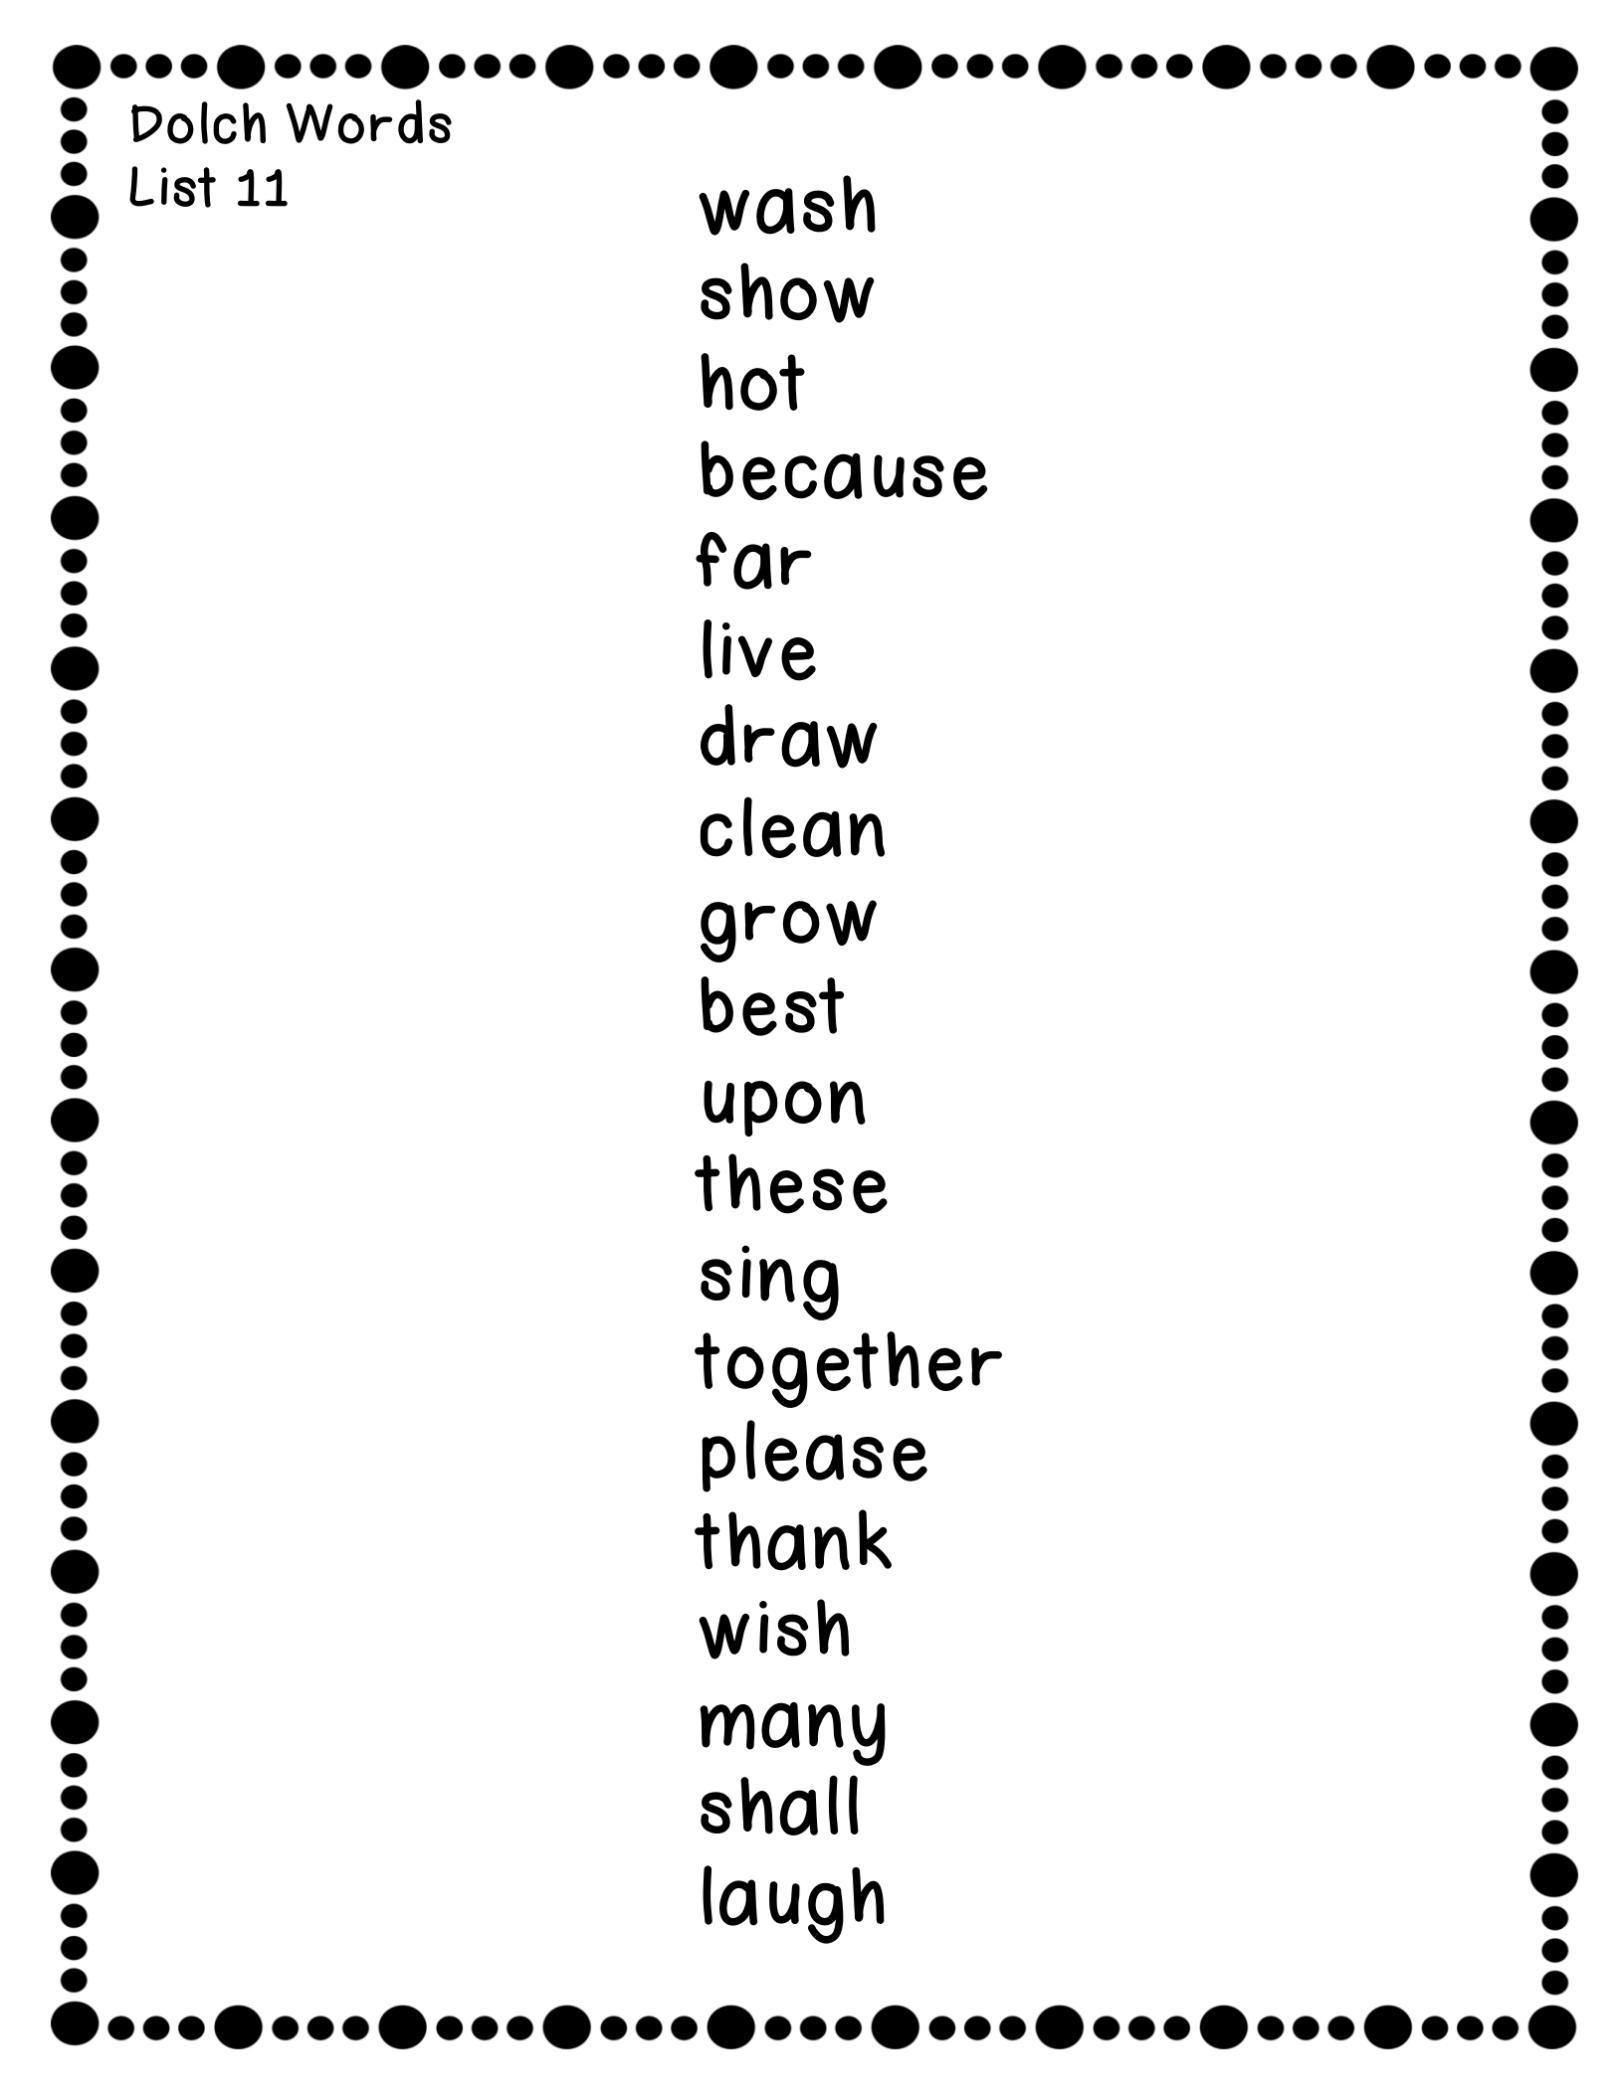 Dolch Words
List 11
wash
show
hot
because
far
live
draw
clean
grow
best
upon
these
sing
together
please
thank
wish
many
shall
laugh